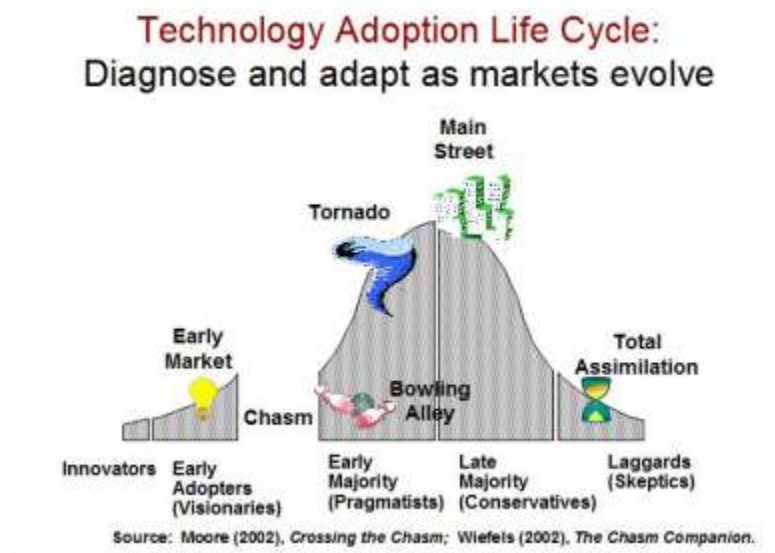 Technology Adoption Life Cycle:
Diagnose and adapt as markets evolve
Main
Street
Tornado
Early
Market
Total
Assimilation
Bowling
Alley
Chasm
Innovators
Early
Adopters
(Visionaries)
Early
Majority
(Pragmatists)
Late
Majority
(Conservatives)
Laggards
(Skeptics)
Source: Moore (2002), Crossing the Chasm; Wiefels (2002), The Chasm Companion.